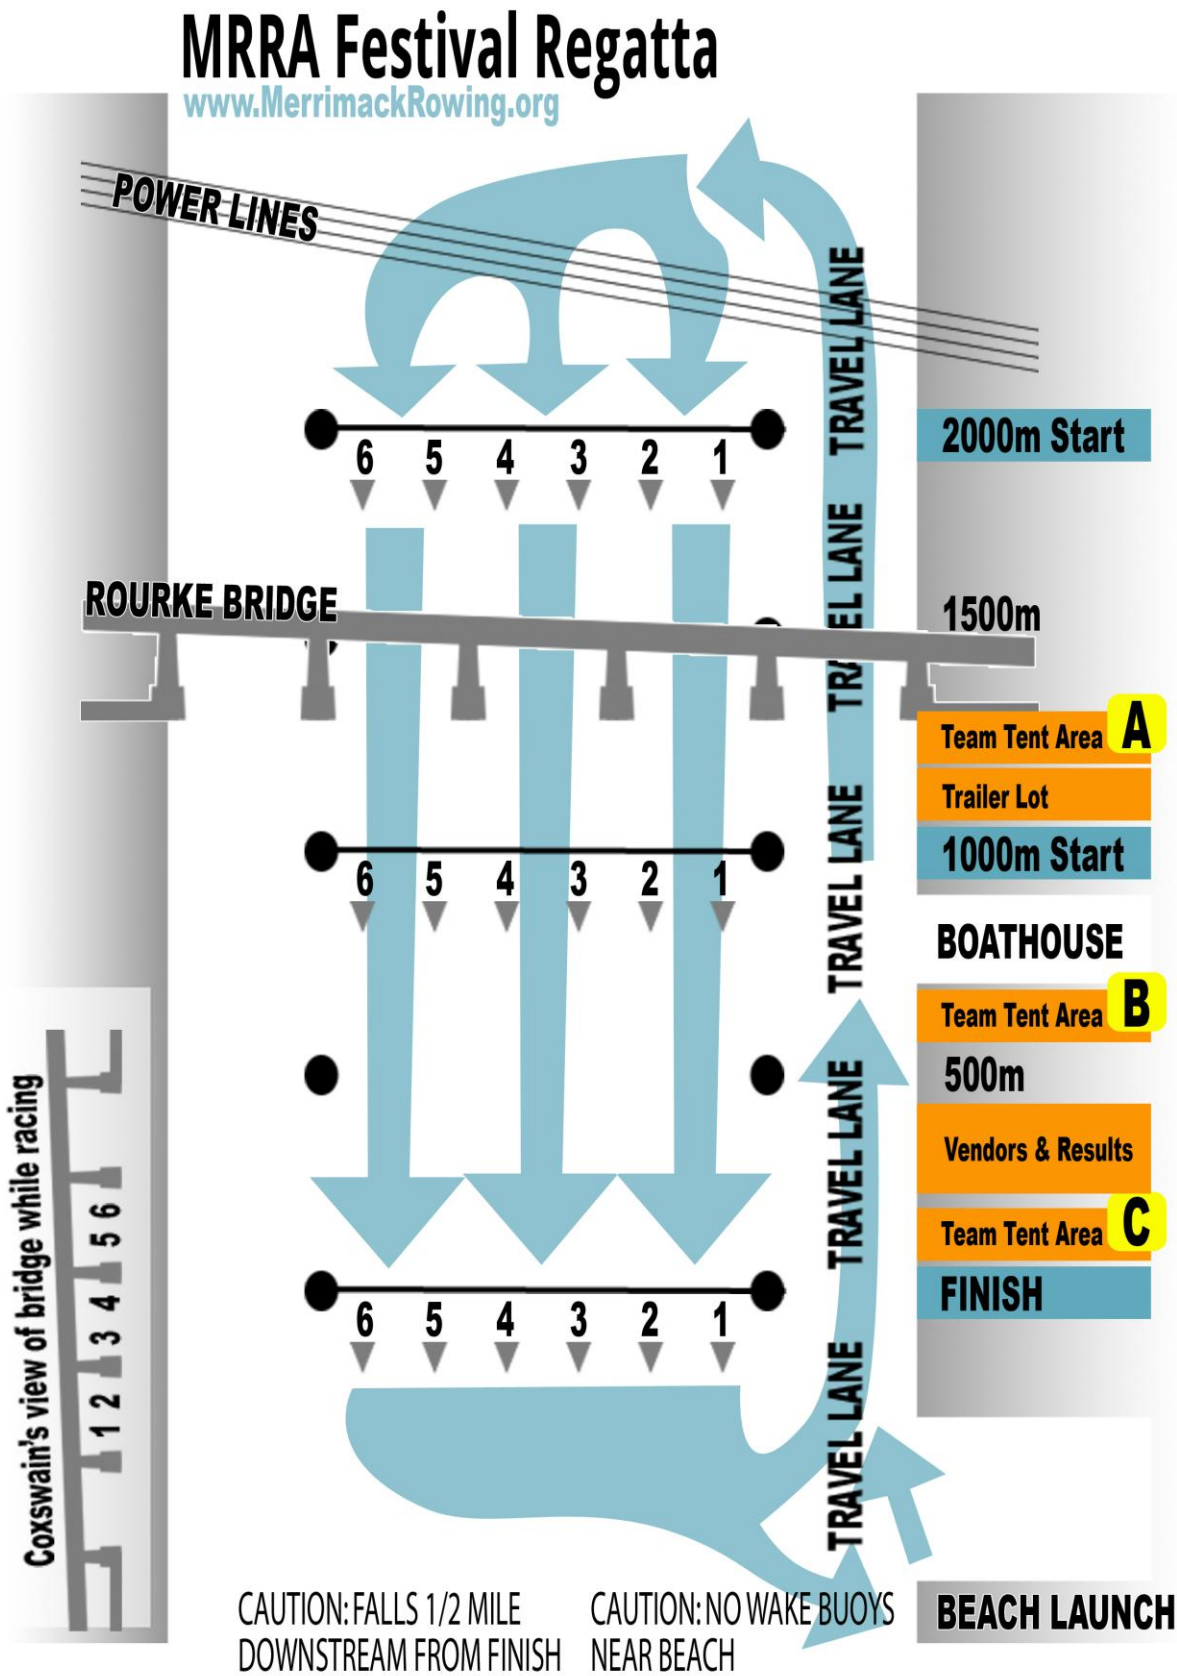 MRRA Festival Regatta
www.MerrimackRowing.org
POWER LINES
TRAVEL LANE
2000m Start
6 5 4 3 2 1
TRAVEL LANE
ROURKE BRIDGE
1500m
Team Tent Area A
Trailer Lot
1000m Start
6 5 4 3 2 1
TRAVEL LANE
BOATHOUSE
Team Tent Area B
500m
TRAVEL LANE
Vendors & Results
Team Tent Area C
FINISH
6 5 4 3 2 1
TRAVEL LANE
Coxswain's view of bridge while racing
1 2 3 4 5 6
CAUTION: FALLS 1/2 MILE
DOWNSTREAM FROM FINISH
CAUTION: NO WAKE BUOYS
NEAR BEACH
BEACH LAUNCH